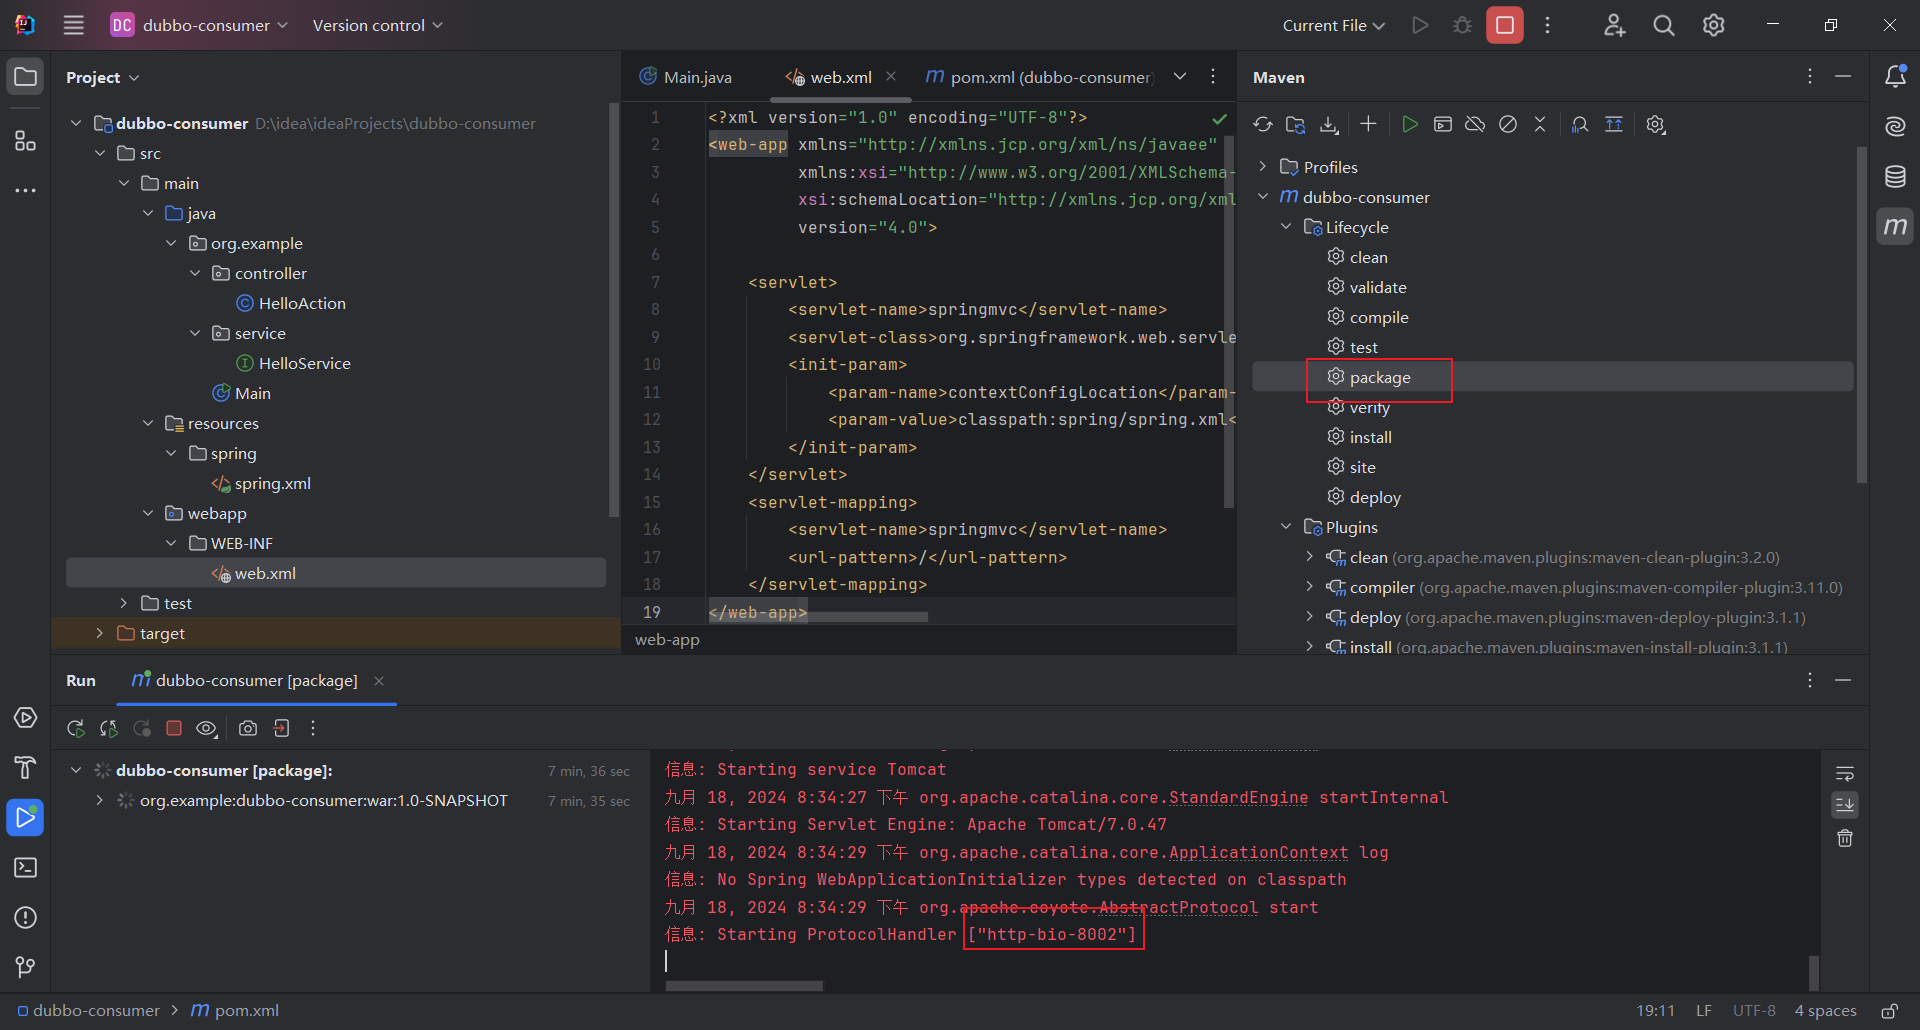 DC dubbo-consumer Version control Current File
Project
dubbo-consumer D:\idea\ideaProjects\dubbo-consumer
src
main
java
org.example
controller
HelloAction
service
HelloService
Main
resources
spring
spring.xml
webapp
WEB-INF
web.xml
test
target
Main.java web.xml pom.xml (dubbo-consumer)
1 <?xml version="1.0" encoding="UTF-8"?>
2 <web-app xmlns="http://xmlns.jcp.org/xml/ns/javaee"
3 xmlns:xsi="http://www.w3.org/2001/XMLSchema-
4 xsi:schemaLocation="http://xmlns.jcp.org/xml
5 version="4.0">
6
7 <servlet>
8 <servlet-name>springmvc</servlet-name>
9 <servlet-class>org.springframework.web.servle
10 <init-param>
11 <param-name>contextConfigLocation</param-
12 <param-value>classpath:spring/spring.xml<
13 </init-param>
14 </servlet>
15 <servlet-mapping>
16 <servlet-name>springmvc</servlet-name>
17 <url-pattern>/</url-pattern>
18 </servlet-mapping>
19 </web-app>
web-app
Maven
Profiles
dubbo-consumer
Lifecycle
clean
validate
compile
test
package
verify
install
site
deploy
Plugins
clean (org.apache.maven.plugins:maven-clean-plugin:3.2.0)
compiler (org.apache.maven.plugins:maven-compiler-plugin:3.11.0)
deploy (org.apache.maven.plugins:maven-deploy-plugin:3.1.1)
install (org.apache.maven.plugins:maven-install-plugin:3.1.1)
Run dubbo-consumer [package]
dubbo-consumer [package]: 7 min, 36 sec
org.example:dubbo-consumer:war:1.0-SNAPSHOT 7 min, 35 sec
信息: Starting service Tomcat
九月 18, 2024 8:34:27 下午 org.apache.catalina.core.StandardEngine startInternal
信息: Starting Servlet Engine: Apache Tomcat/7.0.47
九月 18, 2024 8:34:29 下午 org.apache.catalina.core.ApplicationContext log
信息: No Spring WebApplicationInitializer types detected on classpath
九月 18, 2024 8:34:29 下午 org.apache.coyote.AbstractProtocol start
信息: Starting ProtocolHandler ["http-bio-8002"]
dubbo-consumer pom.xml 19:11 LF UTF-8 4 spaces